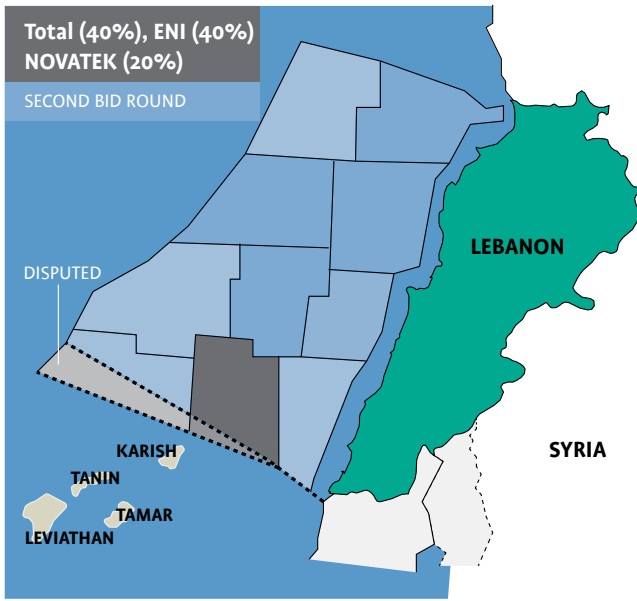 Total (40%), ENI (40%)
NOVATEK (20%)
SECOND BID ROUND
LEBANON
DISPUTED
KARISH
SYRIA
TANIN
TAMAR
LEVIATHAN